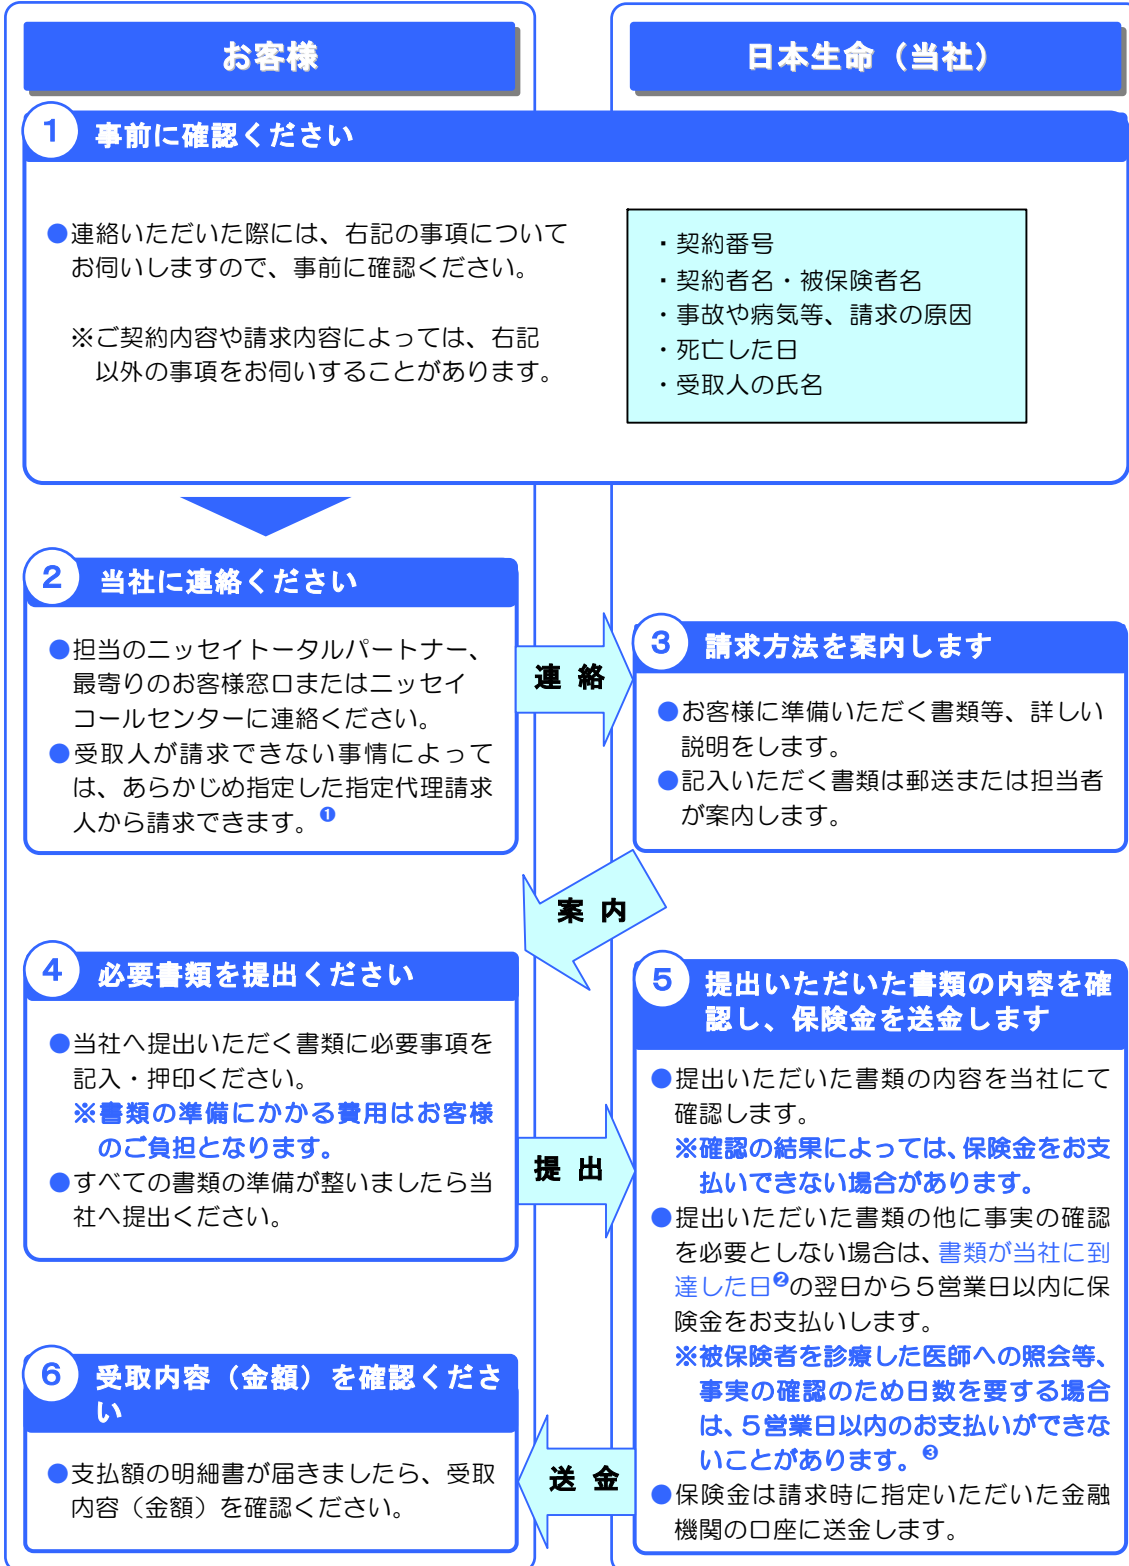 お客様
日本生命（当社）
1 事前に確認ください
●連絡いただいた際には、右記の事項について
お伺いしますので、事前に確認ください。
※ご契約内容や請求内容によっては、右記
以外の事項をお伺いすることがあります。
・契約番号
・契約者名・被保険者名
・事故や病気等、請求の原因
・死亡した日
・受取人の氏名
2 当社に連絡ください
●担当のニッセイトータルパートナー、
最寄りのお客様窓口またはニッセイ
コールセンターに連絡ください。
●受取人が請求できない事情によって
は、あらかじめ指定した指定代理請求
人から請求できます。❶
連 絡
3 請求方法を案内します
●お客様に準備いただく書類等、詳しい
説明をします。
●記入いただく書類は郵送または担当者
が案内します。
案 内
4 必要書類を提出ください
●当社へ提出いただく書類に必要事項を
記入・押印ください。
※書類の準備にかかる費用はお客様
のご負担となります。
●すべての書類の準備が整いましたら当
社へ提出ください。
提 出
5 提出いただいた書類の内容を確
認し、保険金を送金します
●提出いただいた書類の内容を当社にて
確認します。
※確認の結果によっては、保険金をお支
払いできない場合があります。
●提出いただいた書類の他に事実の確認
を必要としない場合は、書類が当社に到
達した日❷の翌日から５営業日以内に保
険金をお支払いします。
※被保険者を診療した医師への照会等、
事実の確認のため日数を要する場合
は、５営業日以内のお支払いができな
いことがあります。❸
●保険金は請求時に指定いただいた金融
機関の口座に送金します。
送 金
6 受取内容（金額）を確認くださ
い
●支払額の明細書が届きましたら、受取
内容（金額）を確認ください。